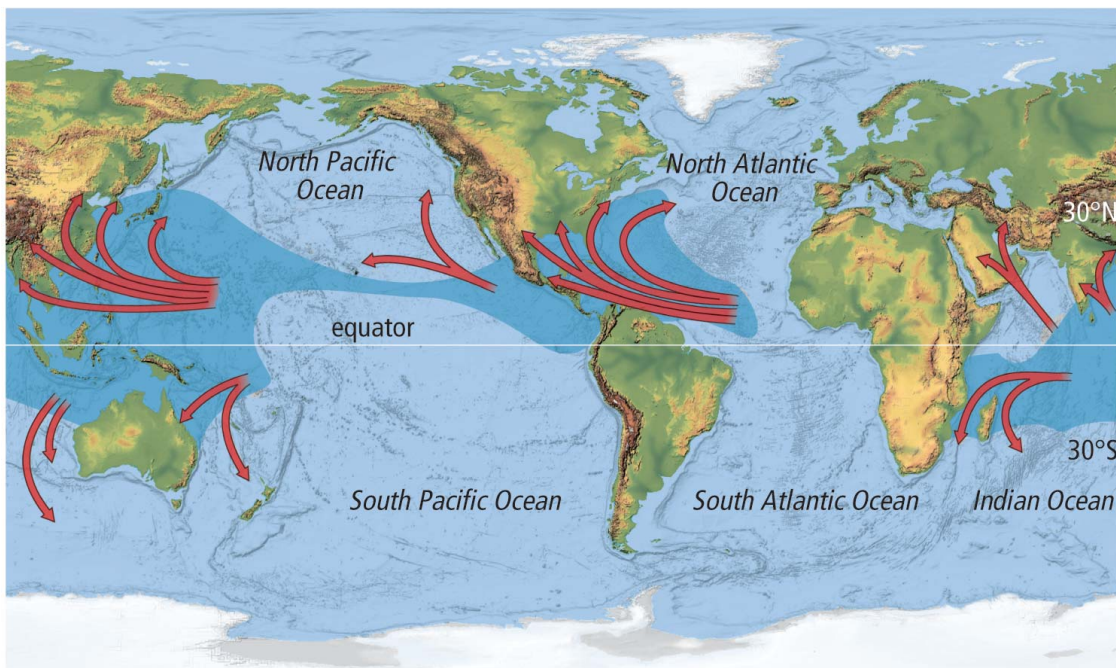 North Pacific
Ocean
North Atlantic
Ocean
30°N
equator
30°S
South Pacific Ocean
South Atlantic Ocean
Indian Ocean